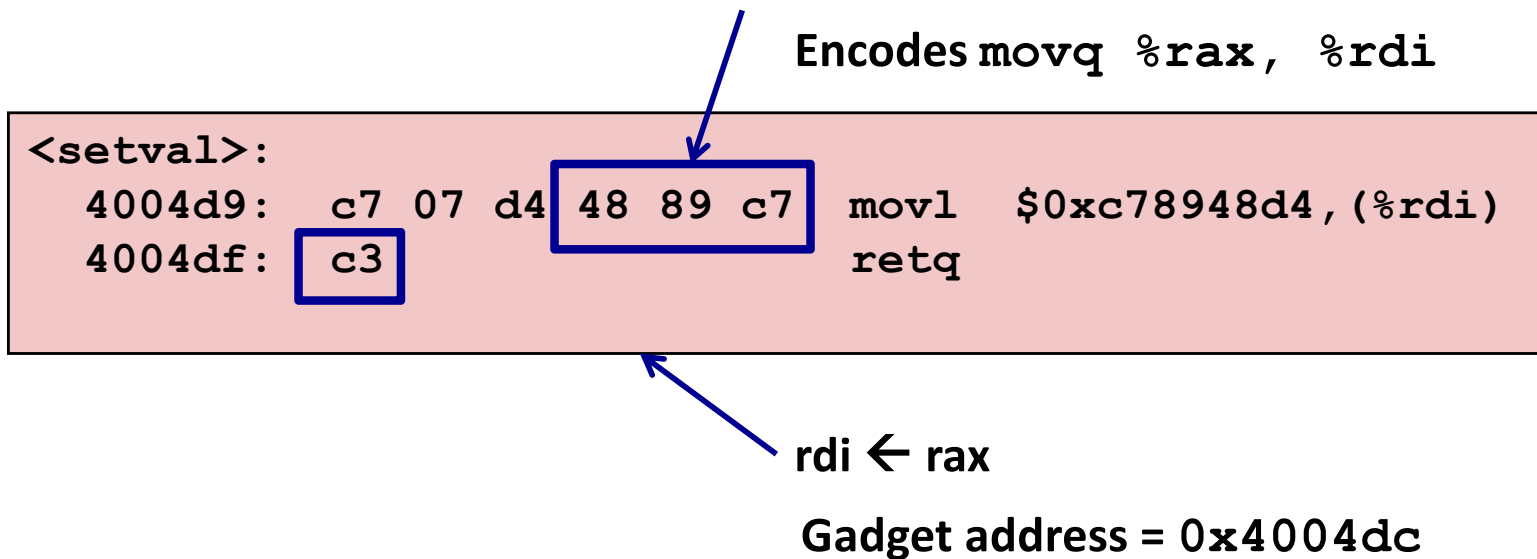 Encodes movq %rax, %rdi
<setval>:
4004d9: c7 07 d4 48 89 c7 movl $0xc78948d4,(%rdi)
4004df: c3 retq
rdi ← rax
Gadget address = 0x4004dc